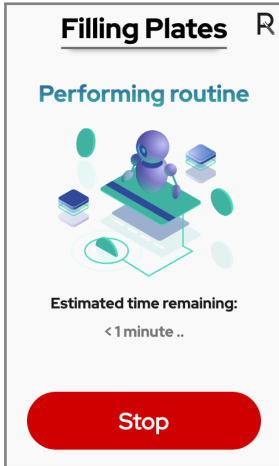 Filling Plates
R
Performing routine
Estimated time remaining:
< 1 minute ..
Stop